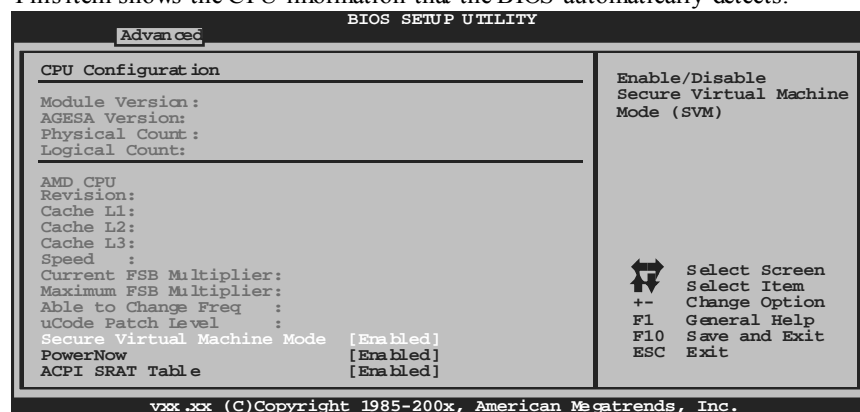 This item shows the CPU information that the BIOS automatically detects.
BIOS SETUP UTILITY
Advanced
CPU Configuration
Module Version:
AGESA Version:
Physical Count:
Logical Count:
AMD CPU
Revision:
Cache L1:
Cache L2:
Cache L3:
Speed :
Current FSB Multiplier:
Maximum FSB Multiplier:
Able to Change Freq :
uCode Patch Level :
Secure Virtual Machine Mode [Enabled]
PowerNow [Enabled]
ACPI SRAT Table [Enabled]
Enable/Disable
Secure Virtual Machine
Mode (SVM)
Select Screen
Select Item
+- Change Option
F1 General Help
F10 Save and Exit
ESC Exit
vxx.xx (C)Copyright 1985-200x, American Megatrends, Inc.